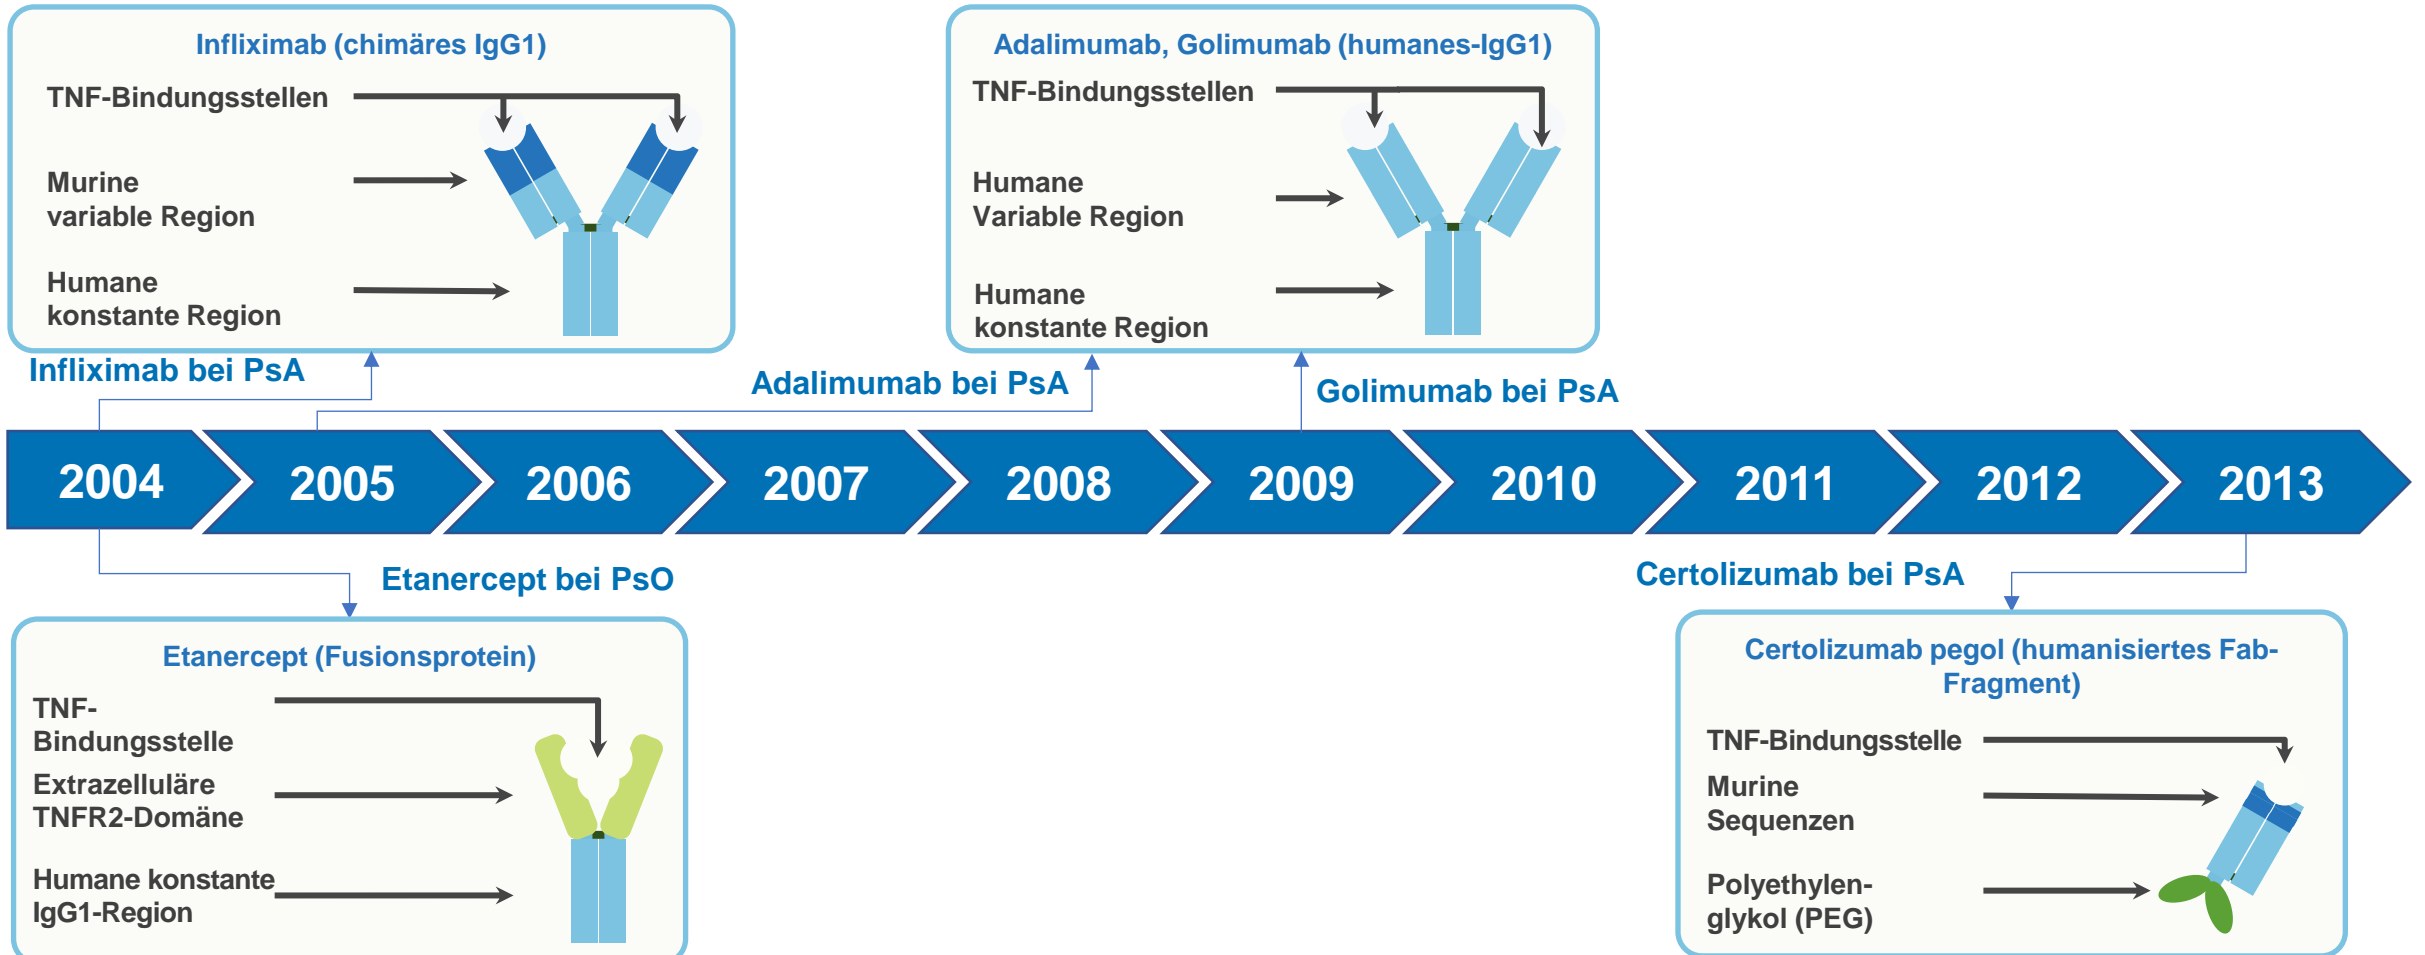 Infliximab (chimäres IgG1)
TNF-Bindungsstellen
Murine
variable Region
Humane
konstante Region
Adalimumab, Golimumab (humanes-IgG1)
TNF-Bindungsstellen
Humane
Variable Region
Humane
konstante Region
Infliximab bei PsA
Adalimumab bei PsA
Golimumab bei PsA
2004
2005
2006
2007
2008
2009
2010
2011
2012
2013
Etanercept bei PsO
Certolizumab bei PsA
Etanercept (Fusionsprotein)
TNF-
Bindungsstelle
Extrazelluläre
TNFR2-Domäne
Humane konstante
IgG1-Region
Certolizumab pegol (humanisiertes Fab-
Fragment)
TNF-Bindungsstelle
Murine
Sequenzen
Polyethylen-
glykol (PEG)